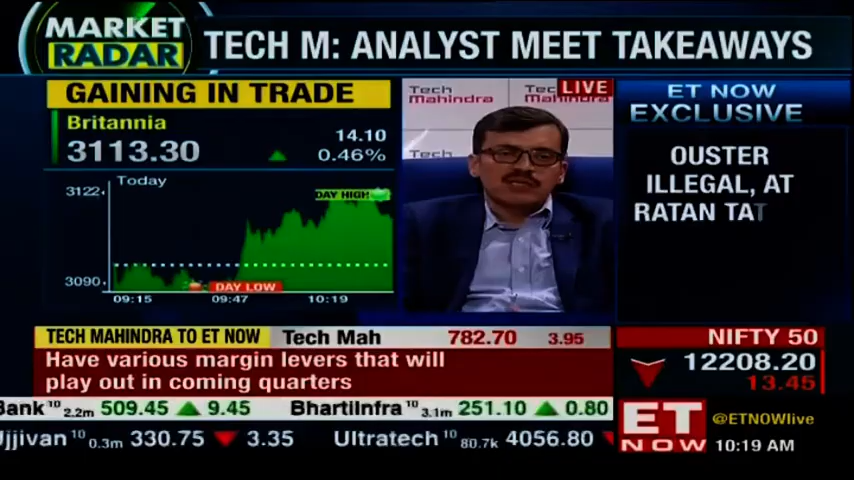 MARKET
RADAR
TECH M: ANALYST MEET TAKEAWAYS
GAINING IN TRADE
Britannia
3113.30
14.10
0.46%
Today
3122
3090
DAY HIGH
DAY LOW
09:15
09:47
10:19
Tech
Mahindra
Tec
Mahindra
Tech
LIVE
ET NOW
EXCLUSIVE
OUSTER
ILLEGAL, AT
RATAN TAT
TECH MAHINDRA TO ET NOW
Tech Mah 782.70 3.95
Have various margin levers that will
play out in coming quarters
NIFTY 50
12208.20
13.45
Bank 10 2.2m 509.45 9.45 BhartiInfra 10 3.1m 251.10 0.80
Ujjivan 10 0.3m 330.75 3.35 Ultratech 10 80.7k 4056.80
ET
NOW
@ETNOWlive
10:19 AM